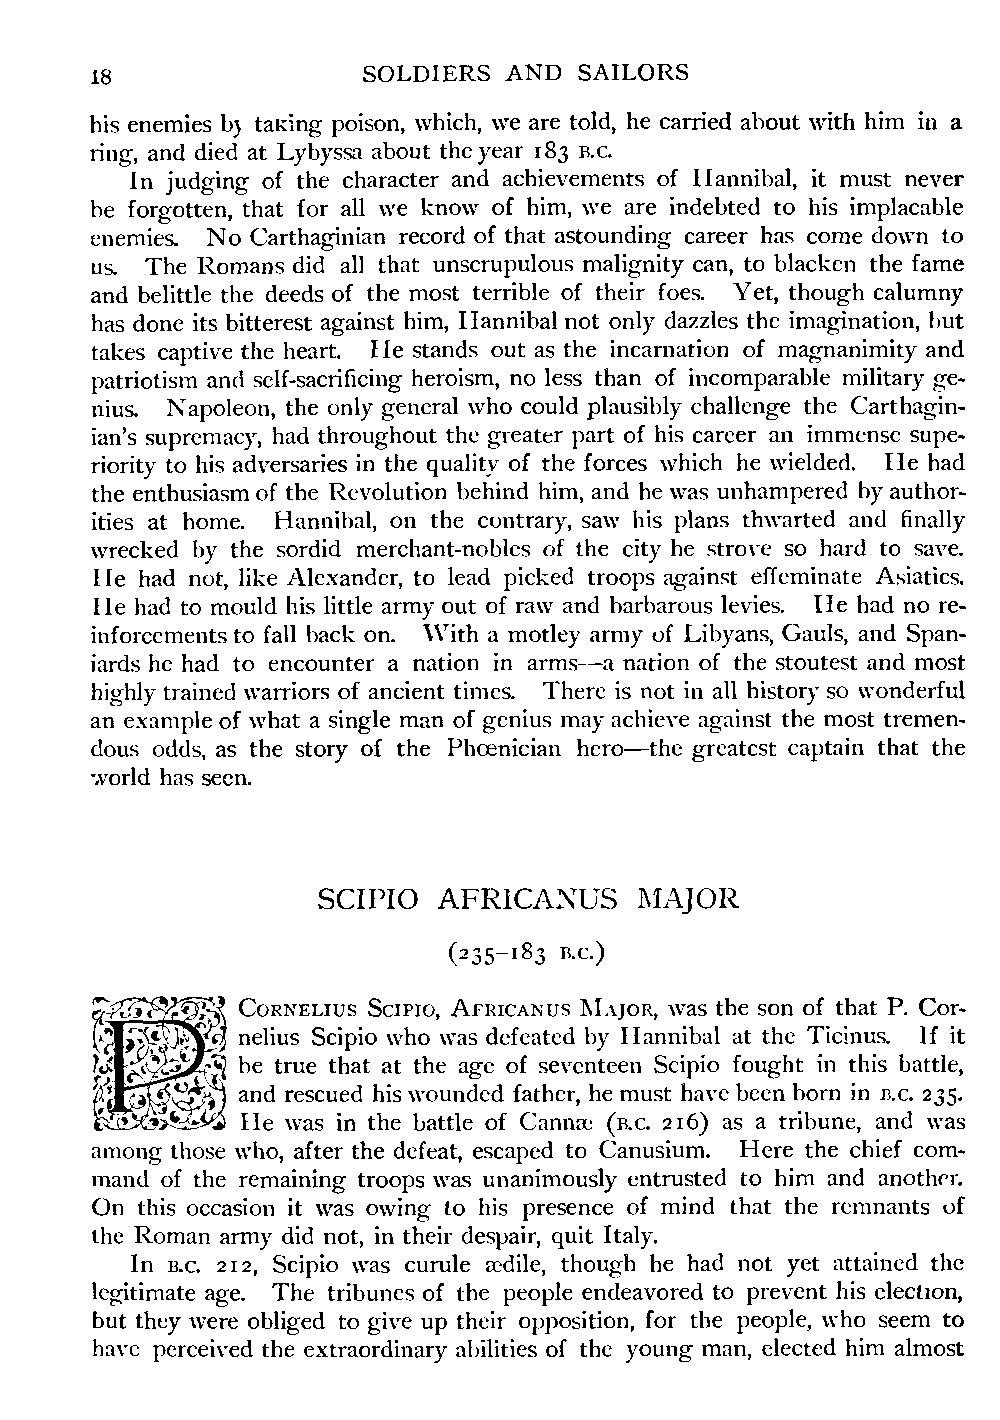 18 SOLDIERS AND SAILORS
his enemies by taking poison, which, we are told, he carried about with him in a
ring, and died at Lybyssa about the year 183 B.C.
In judging of the character and achievements of Hannibal, it must never
be forgotten, that for all we know of him, we are indebted to his implacable
enemies. No Carthaginian record of that astounding career has come down to
us. The Romans did all that unscrupulous malignity can, to blacken the fame
and belittle the deeds of the most terrible of their foes. Yet, though calumny
has done its bitterest against him, Hannibal not only dazzles the imagination, but
takes captive the heart. He stands out as the incarnation of magnanimity and
patriotism and self-sacrificing heroism, no less than of incomparable military ge-
nius. Napoleon, the only general who could plausibly challenge the Carthagin-
ian's supremacy, had throughout the greater part of his career an immense supe-
riority to his adversaries in the quality of the forces which he wielded. He had
the enthusiasm of the Revolution behind him, and he was unhampered by author-
ities at home. Hannibal, on the contrary, saw his plans thwarted and finally
wrecked by the sordid merchant-nobles of the city he strove so hard to save.
He had not, like Alexander, to lead picked troops against effeminate Asiatics.
He had to mould his little army out of raw and barbarous levies. He had no re-
inforcements to fall back on. With a motley army of Libyans, Gauls, and Span-
iards he had to encounter a nation in arms—a nation of the stoutest and most
highly trained warriors of ancient times. There is not in all history so wonderful
an example of what a single man of genius may achieve against the most tremen-
dous odds, as the story of the Phœnician hero—the greatest captain that the
world has seen.
SCIPIO AFRICANUS MAJOR
(235-183 B.C.)
P CORNELIUS SCIPIO, AFRICANUS MAJOR, was the son of that P. Cor-
nelius Scipio who was defeated by Hannibal at the Ticinus. If it
be true that at the age of seventeen Scipio fought in this battle,
and rescued his wounded father, he must have been born in B.C. 235.
He was in the battle of Cannæ (B.C. 216) as a tribune, and was
among those who, after the defeat, escaped to Canusium. Here the chief com-
mand of the remaining troops was unanimously entrusted to him and another.
On this occasion it was owing to his presence of mind that the remnants of
the Roman army did not, in their despair, quit Italy.
In B.C. 212, Scipio was curule ædile, though he had not yet attained the
legitimate age. The tribunes of the people endeavored to prevent his election,
but they were obliged to give up their opposition, for the people, who seem to
have perceived the extraordinary abilities of the young man, elected him almost